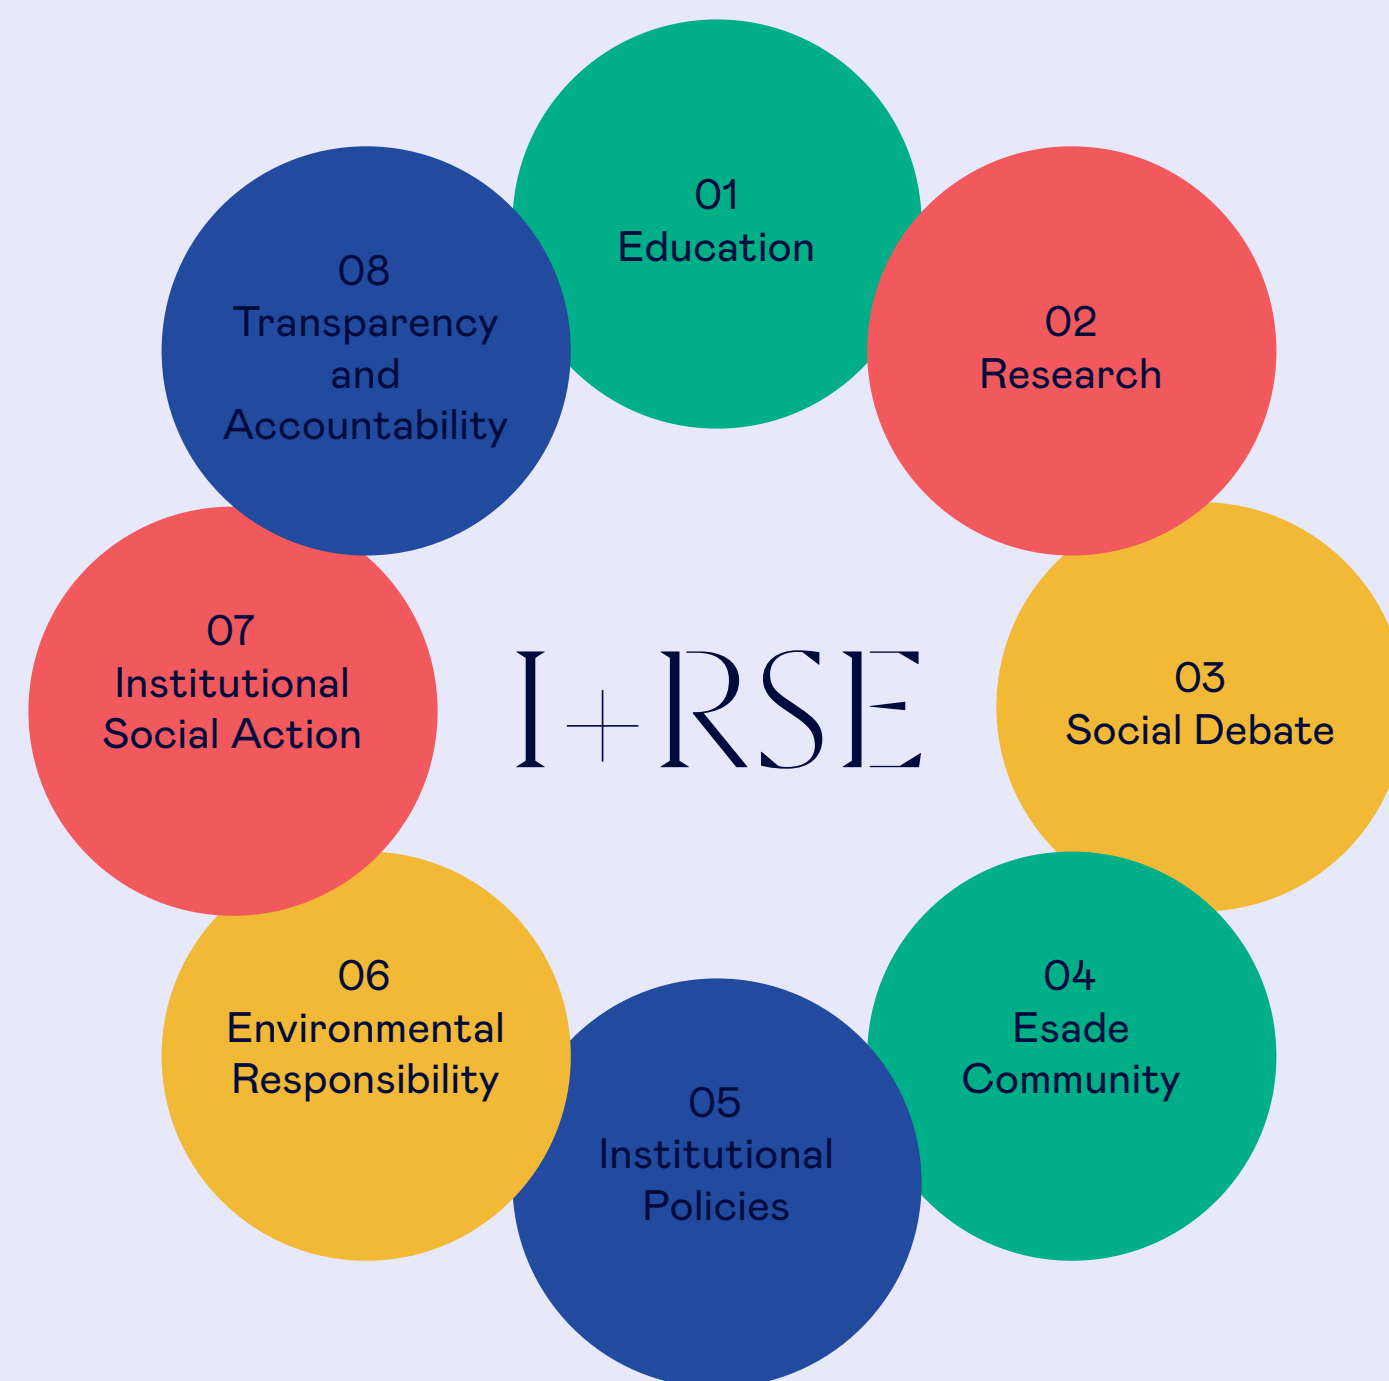 01
Education
02
Research
03
Social Debate
04
Esade
Community
05
Institutional
Policies
06
Environmental
Responsibility
07
Institutional
Social Action
08
Transparency
and
Accountability
I+RSE